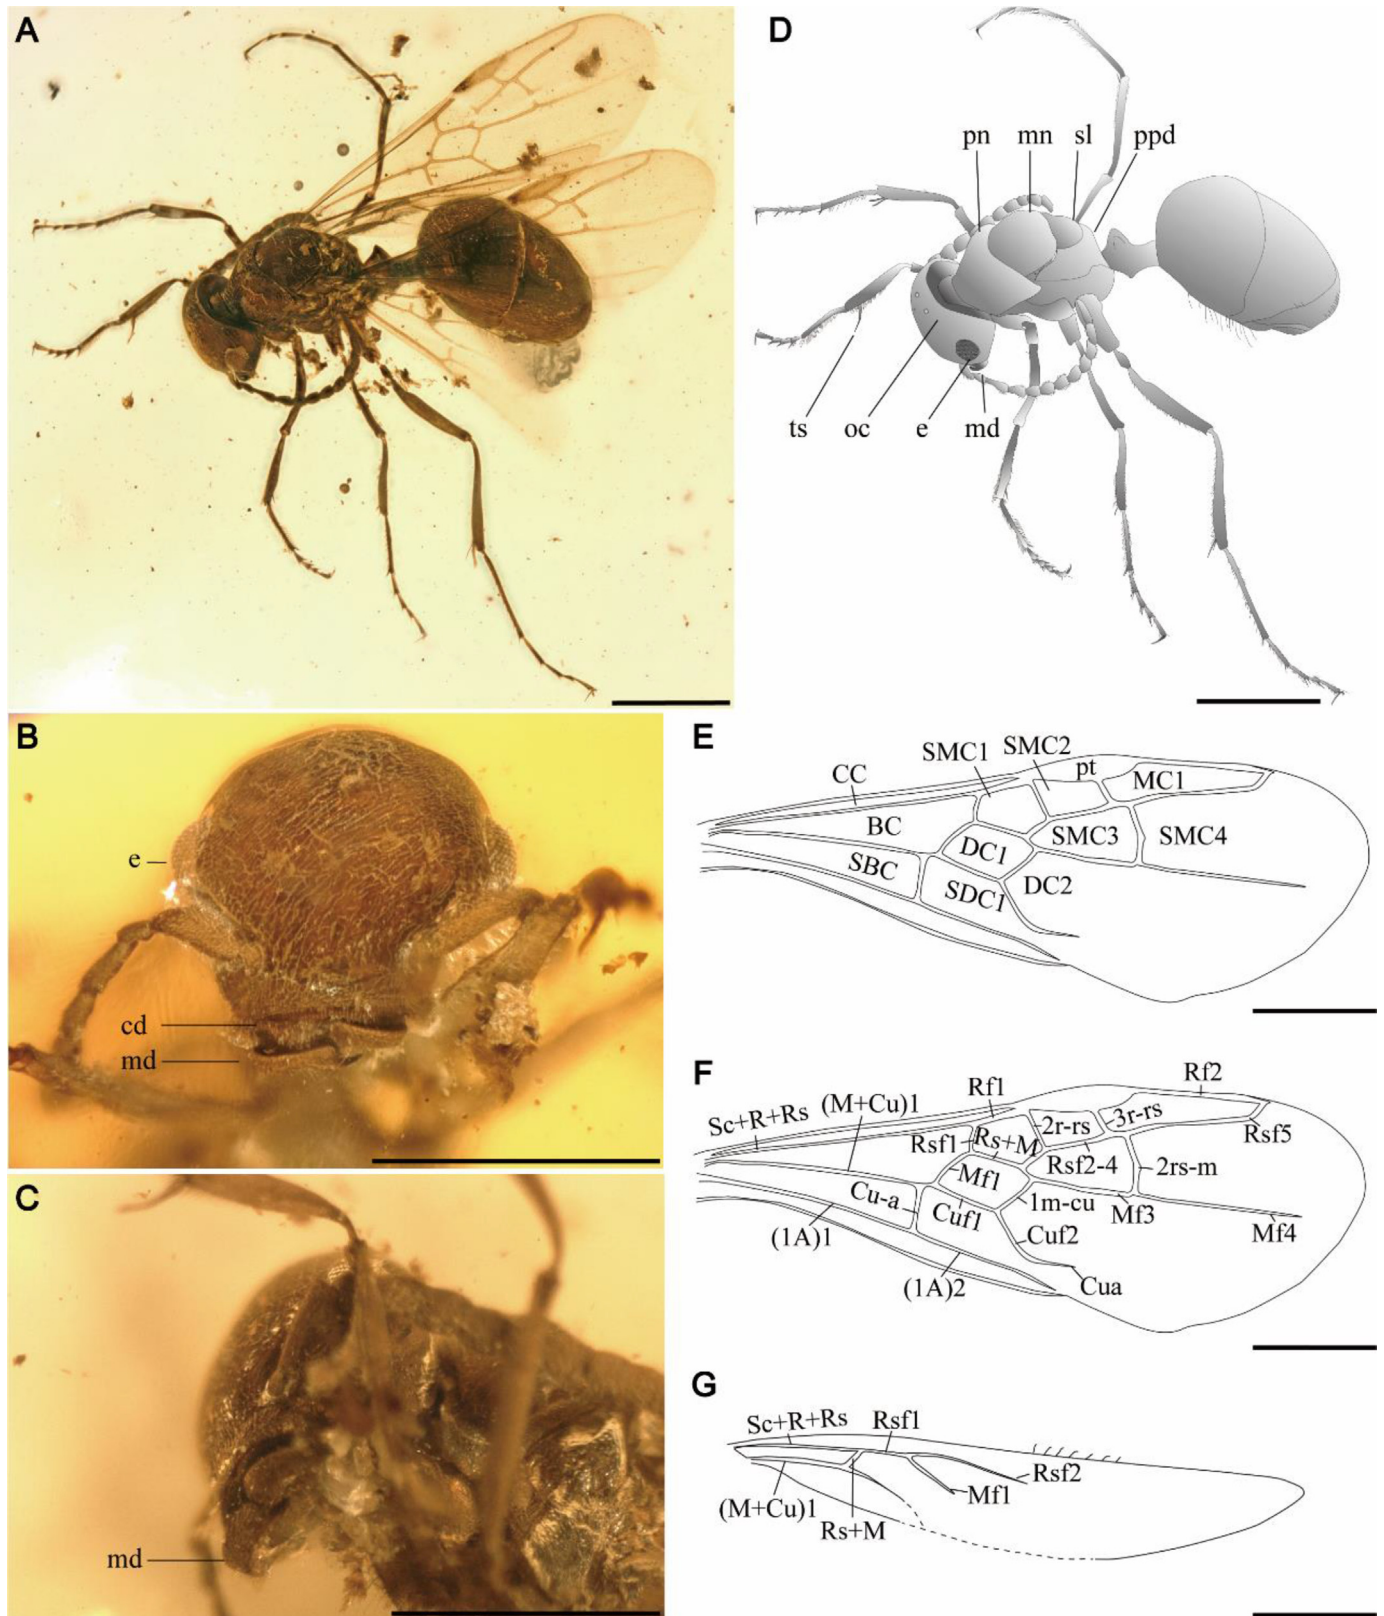 A
B
e
cd
md
C
md
D
pn
mn
sl
ppd
ts
oc
e
md
E
CC
SMC1
SMC2
pt
MC1
BC
DC1
SMC3
SMC4
SBC
SDC1
DC2
F
Sc+R+Rs
(M+Cu)1
Rf1
Rf2
Rsf1
Rs+M
2r-rs
3r-rs
Rsf5
Rsf2-4
2rs-m
Mf1
Cu-a
Cuf1
1m-cu
Mf3
Mf4
(1A)1
Cuf2
(1A)2
Cua
G
Sc+R+Rs
Rsf1
Rsf2
Mf1
(M+Cu)1
Rs+M